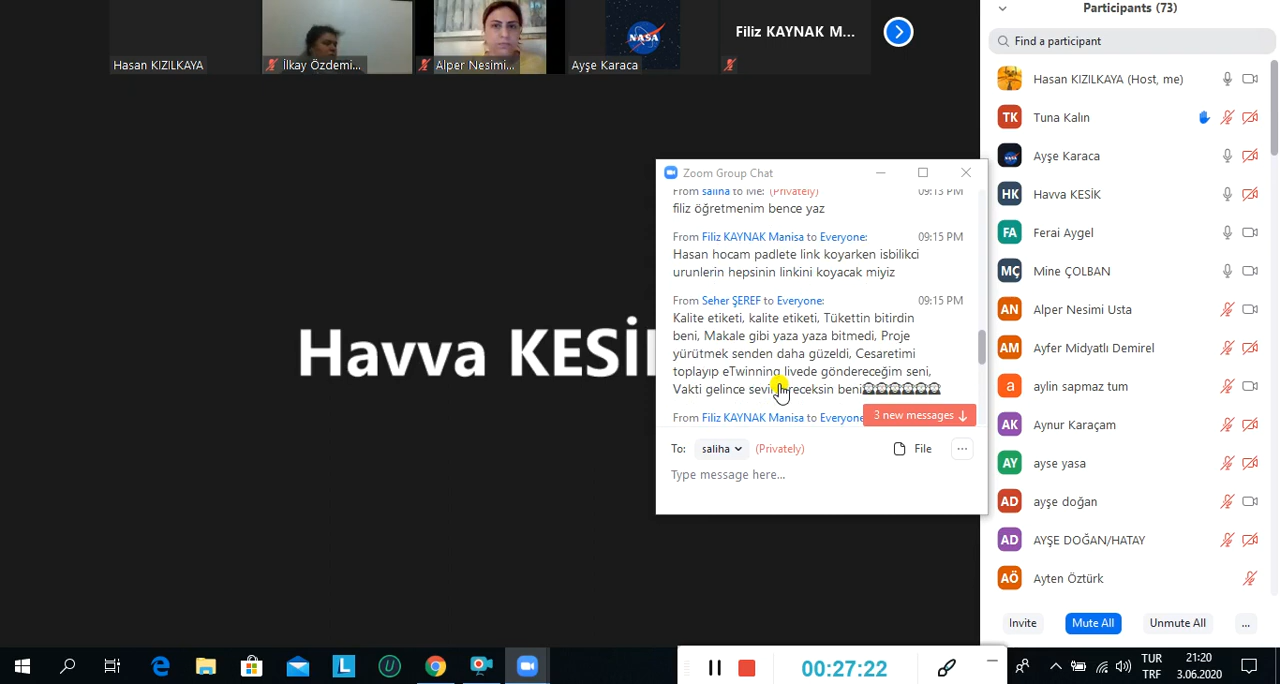 Hasan KIZILKAYA
İlkay Özdemi...
Alper Nesimi...
NASA
Ayşe Karaca
Filiz KAYNAK M...
Havva KESİ
Zoom Group Chat
From saliha to Me: (Privately) 09:13 PM
filiz öğretmenim bence yaz
From Filiz KAYNAK Manisa to Everyone: 09:15 PM
Hasan hocam padlete link koyarken isbilikci
urunlerin hepsinin linkini koyacak miyiz
From Seher ŞEREF to Everyone: 09:15 PM
Kalite etiketi, kalite etiketi, Tükettin bitirdin
beni, Makale gibi yaza yaza bitmedi, Proje
yürütmek senden daha güzeldi, Cesaretimi
toplayıp eTwinning livede göndereceğim seni,
Vakti gelince sevi receksin beni
From Filiz KAYNAK Manisa to Everyone
3 new messages
To: saliha (Privately) File ...
Type message here...
Participants (73)
Find a participant
Hasan KIZILKAYA (Host, me)
TK Tuna Kalın
Ayşe Karaca
HK Havva KESİK
FA Ferai Aygel
MÇ Mine ÇOLBAN
AN Alper Nesimi Usta
AM Ayfer Midyatlı Demirel
a aylin sapmaz tum
AK Aynur Karaçam
AY ayse yasa
AD ayşe doğan
AD AYŞE DOĞAN/HATAY
AÖ Ayten Öztürk
Invite Mute All Unmute All ...
L U 00:27:22 TUR 21:20
TRF 3.06.2020